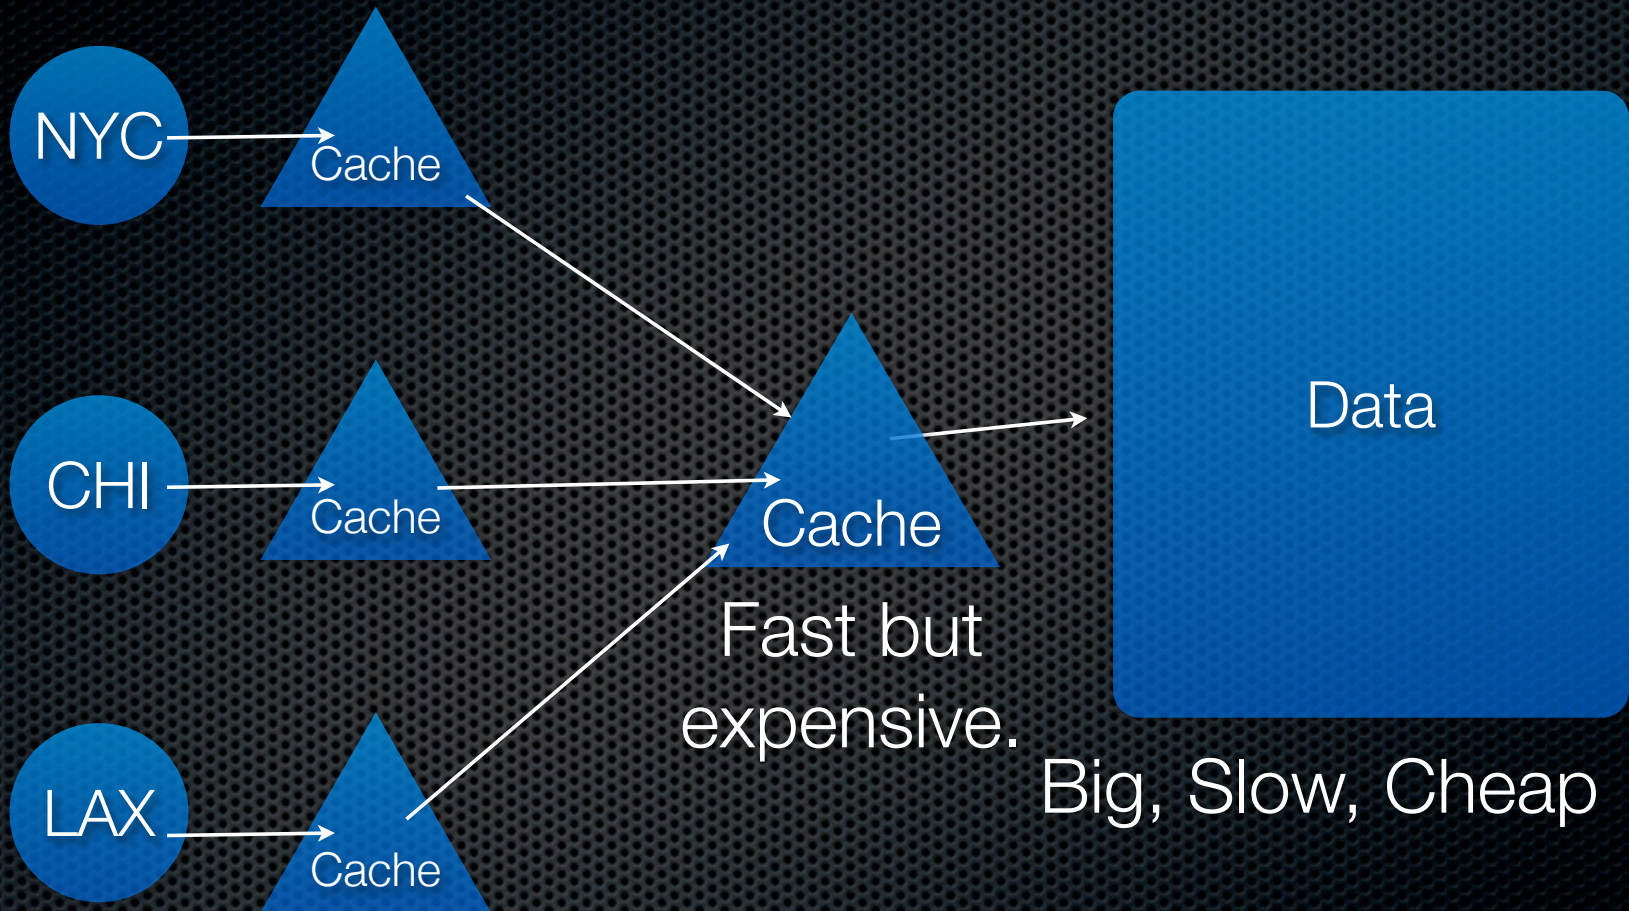 NYC
Cache
CHI
Cache
LAX
Cache
Cache
Fast but
expensive.
Data
Big, Slow, Cheap